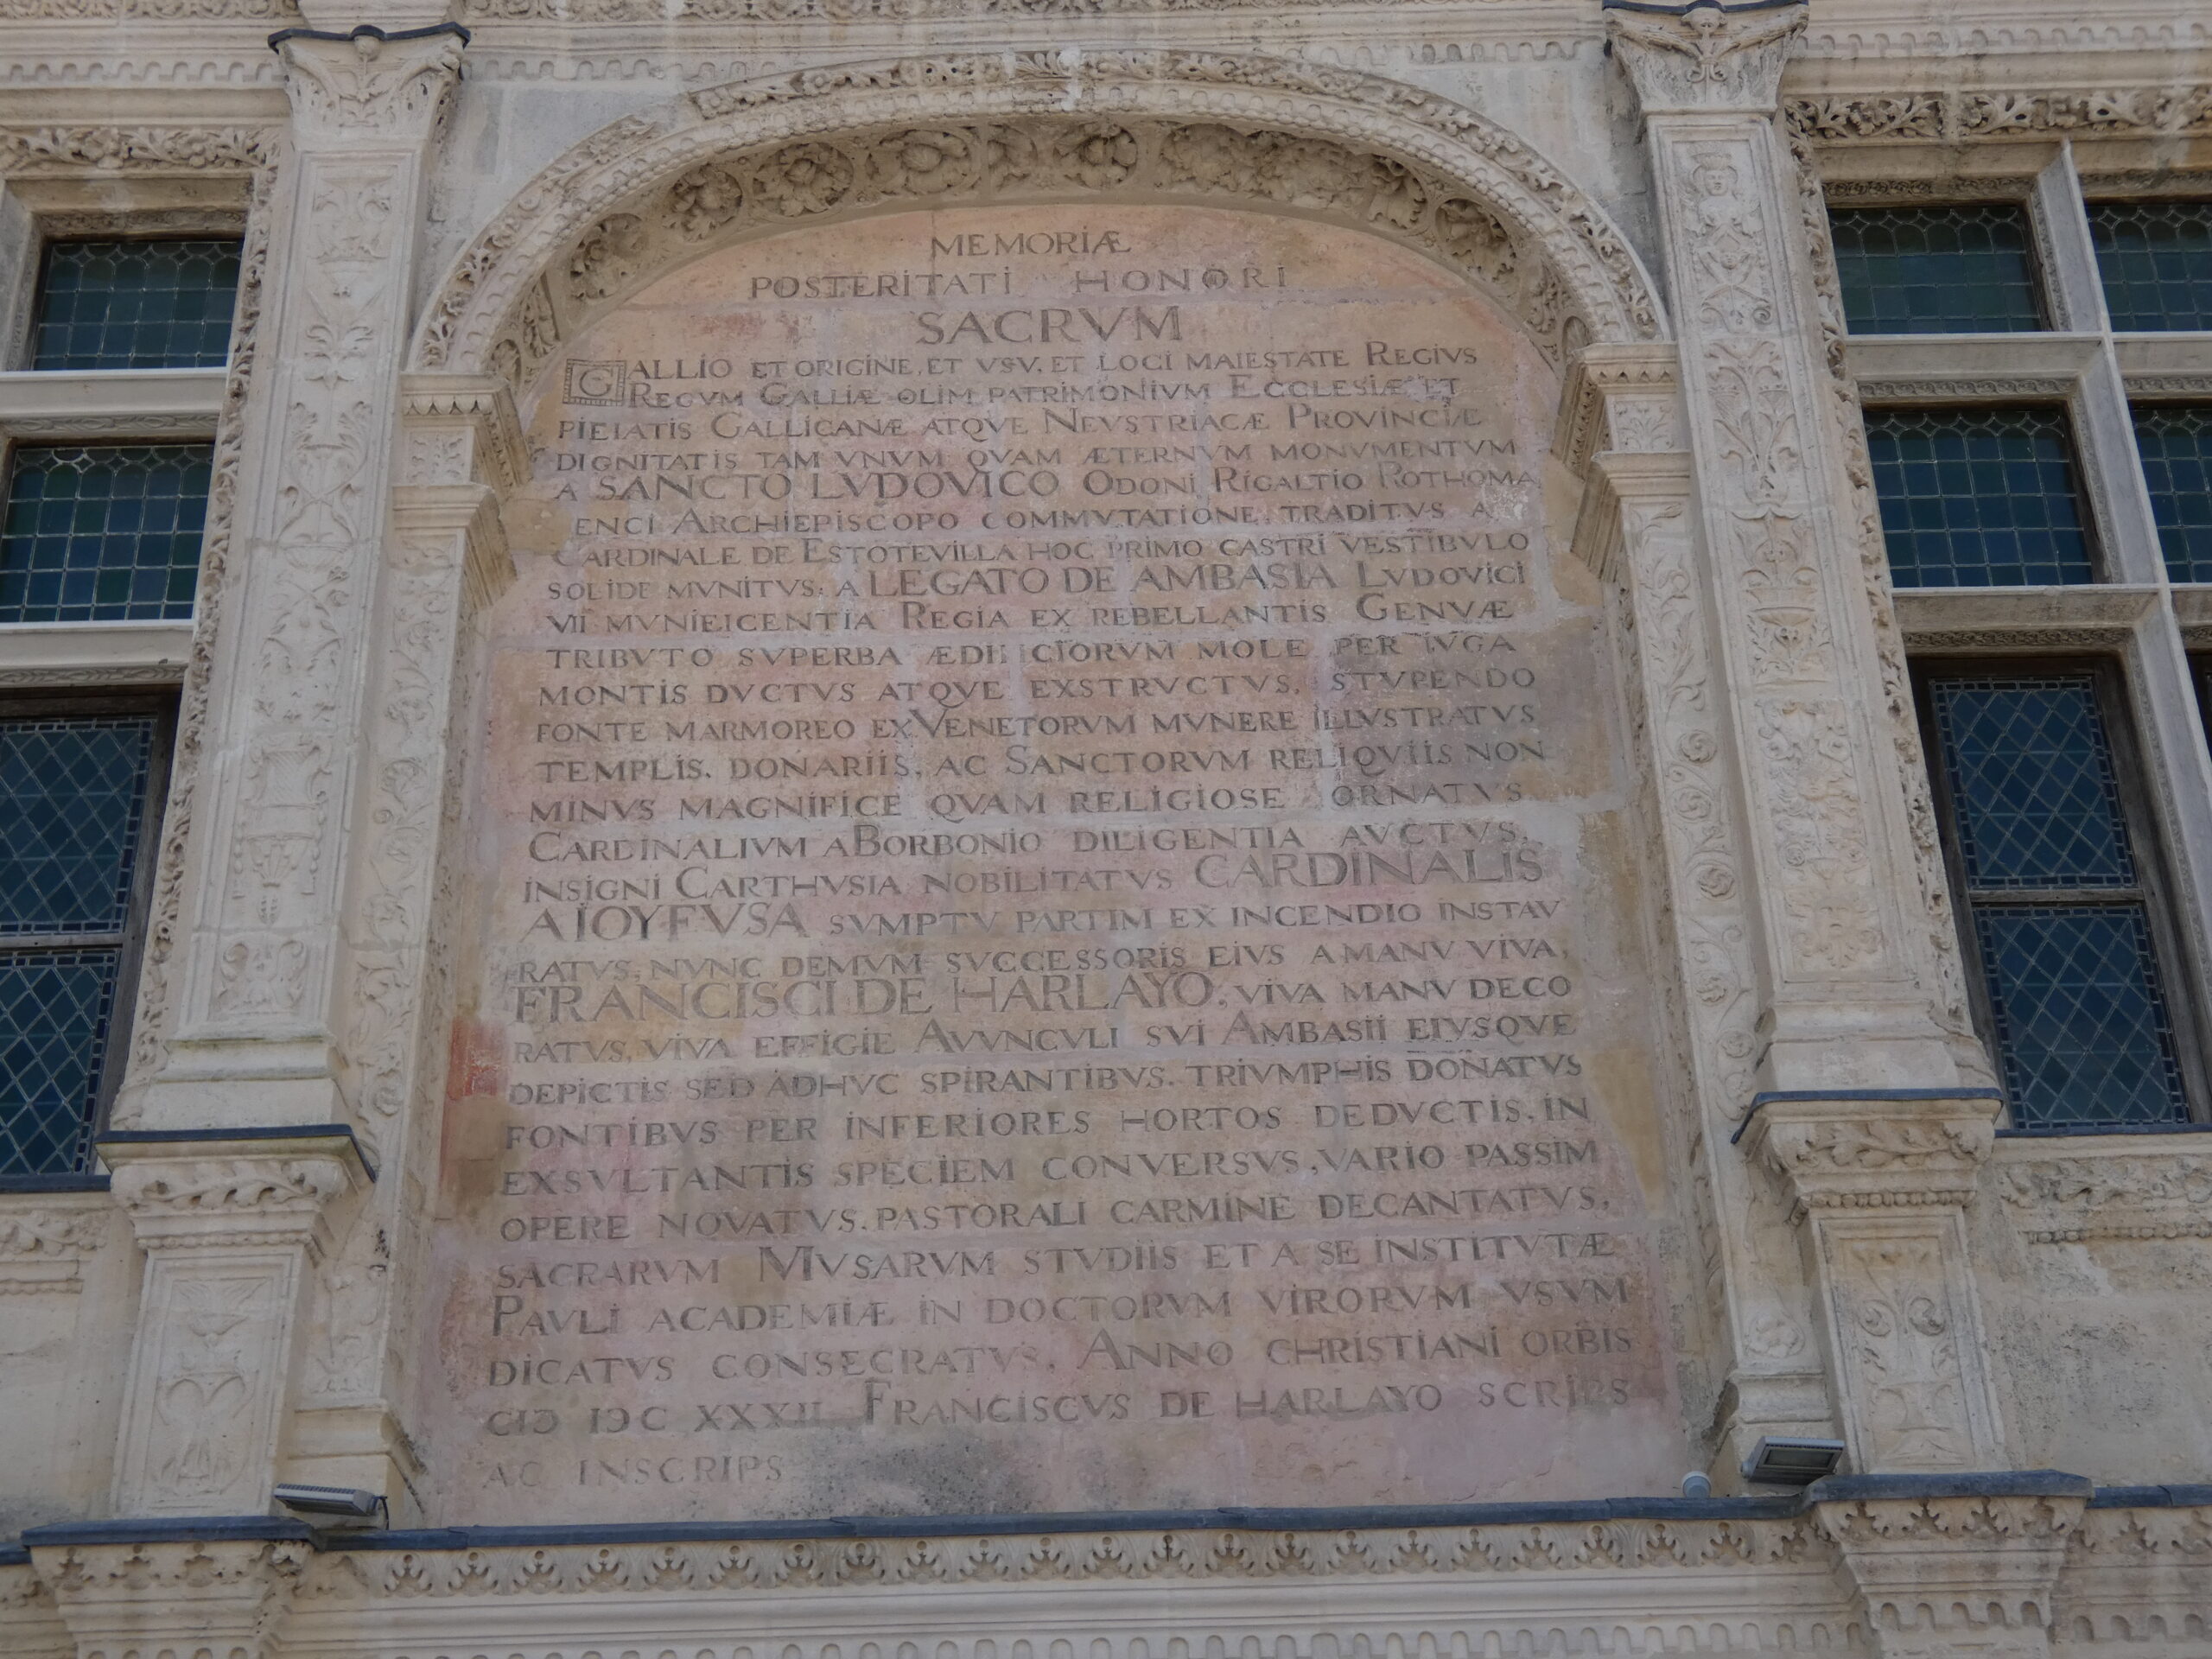 MEMORIÆ
POSTERITATI HONORI
SACRVM
GALLIO ET ORIGINE, ET VSV, ET LOCI MAIESTATE REGIVS
REGVM GALLIÆ OLIM PATRIMONIVM ECCLESIÆ ET
PIETATIS GALLICANÆ ATQVE NEVSTRIACÆ PROVINCIÆ
DIGNITATIS TAM VNVM QVAM ÆTERNVM MONVMENTVM
A SANCTO LVDOVICO ODONI RIGALTIO ROTHOMA
ENCI ARCHIEPISCOPO COMMVTATIONE TRADITVS A
CARDINALE DE ESTOTEVILLA HOC PRIMO CASTRI VESTIBVLO
SOLIDE MVNITVS; A LEGATO DE AMBASIA LVDOVICI
VII MVNIEICENTIA REGIA EX REBELLANTIS GENVÆ
TRIBVTO SVPERBA ÆDIFICIORVM MOLE PER IVGA
MONTIS DVCTVS ATQVE EXSTRVCTVS, STVPENDO
FONTE MARMOREO EX VENETORVM MVNERE ILLVSTRATVS
TEMPLIS, DONARIIS, AC SANCTORVM RELIQVIIS NON
MINVS MAGNIFICE QVAM RELIGIOSE ORNATVS
CARDINALIVM A BORBONIO DILIGENTIA AVCTVS,
INSIGNI CARTHVSIA NOBILITATVS CARDINALIS
A IOYEVSA SVMPTV PARTIM EX INCENDIO INSTAV
RATVS, NVNC DEMVM SVCCESSORIS EIVS A MANV VIVA,
FRANCISCI DE HARLAYO, VIVA MANV DECO
RATVS, VIVA EFFIGIE AVVNCVLI SVI AMBASII EIVSQVE
DEPICTIS SED ADHVC SPIRANTIBVS, TRIVMPHIS DONATVS
FONTIBVS PER INFERIORES HORTOS DEDVCTIS, IN
EXSVLTANTIS SPECIEM CONVERSVS, VARIO PASSIM
OPERE NOVATVS, PASTORALI CARMINE DECANTATVS,
SACRARVM MVSARVM STVDIIS ET A SE INSTITVTÆ
PAVLI ACADEMIÆ IN DOCTORVM VIRORVM VSVM
DICATVS CONSECRATVS, ANNO CHRISTIANI ORBIS
CIↃ IↃC XXXII FRANCISCVS DE HARLAYO SCRIPS
AC INSCRIPS